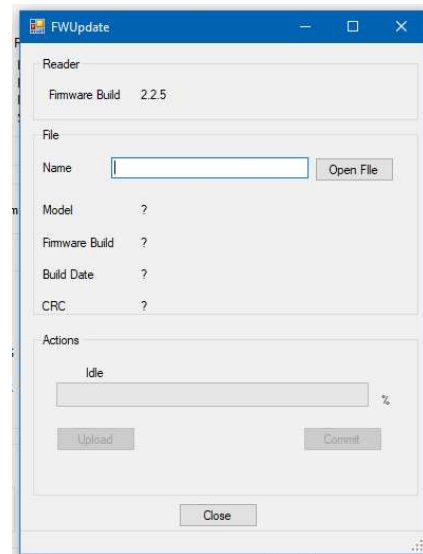 FWUpdate
Reader
Firmware Build 2.2.5
File
Name Open FIle
Model ?
Firmware Build ?
Build Date ?
CRC ?
Actions
Idle
%
Upload Commit
Close